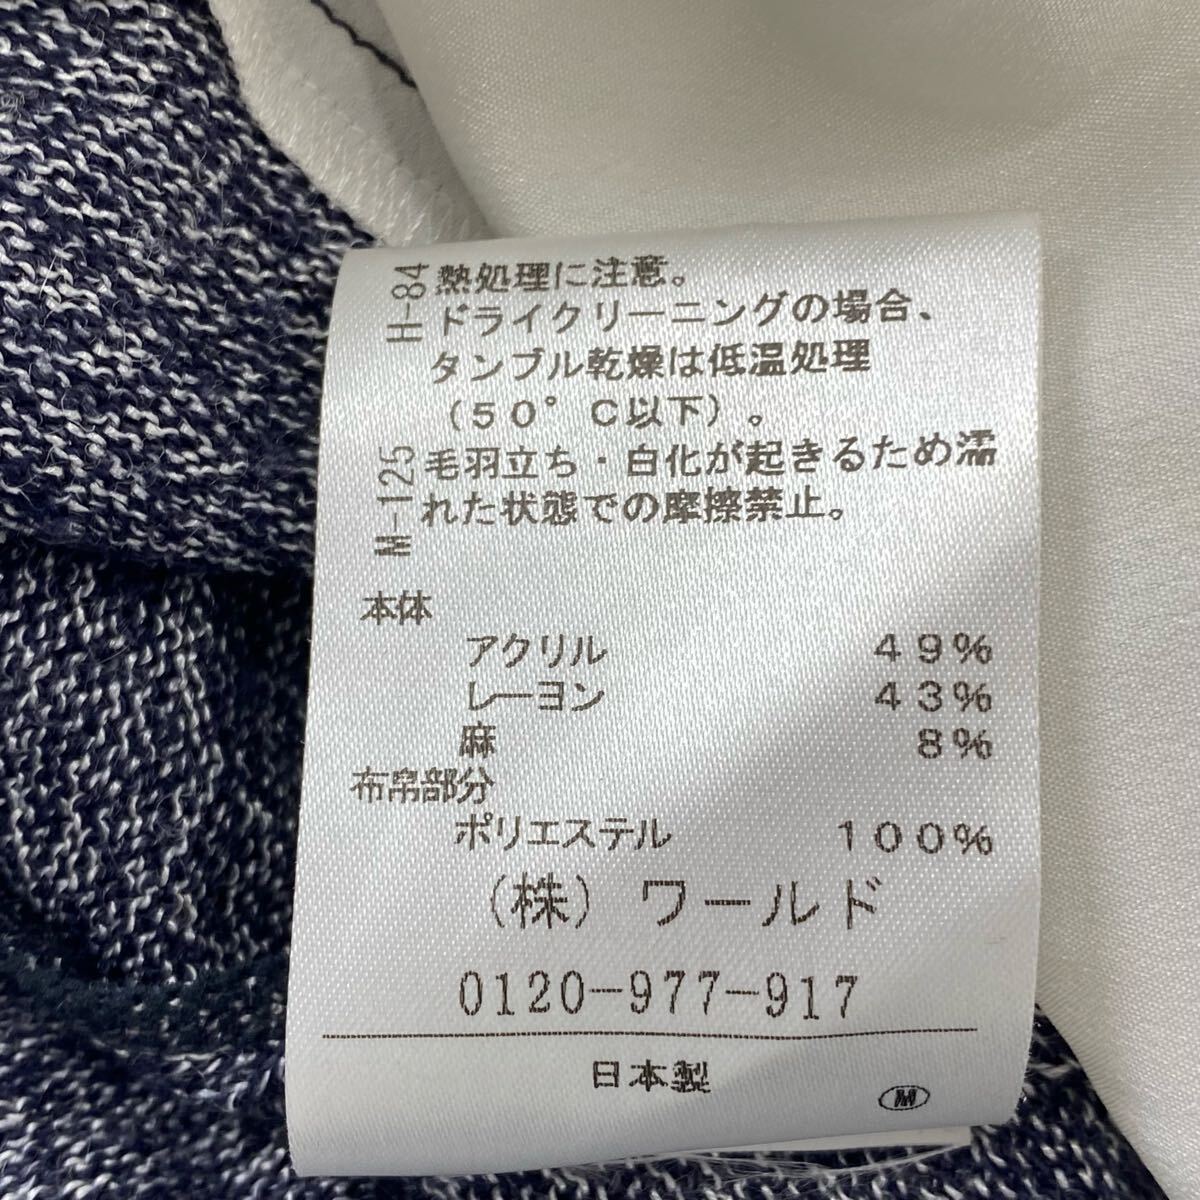 H-84 熱処理に注意。
ドライクリーニングの場合、
タンブル乾燥は低温処理
（50°C以下）。
M-125 毛羽立ち・白化が起きるため濡
れた状態での摩擦禁止。
本体
アクリル 49%
レーヨン 43%
麻 8%
布帛部分
ポリエステル 100%
（株）ワールド
0120-977-917
日本製
M